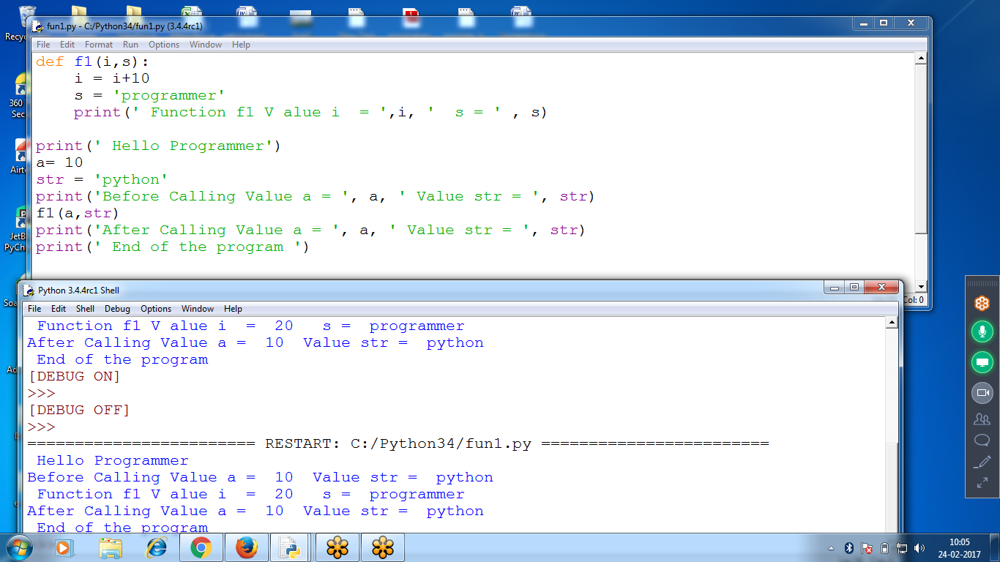 Recyc
360
Sec
Airte
JetB
PyCh
Soa
Ad
e
fun1.py - C:/Python34/fun1.py (3.4.4rc1)
File Edit Format Run Options Window Help
def f1(i,s):
    i = i+10
    s = 'programmer'
    print(' Function f1 V alue i  = ',i, '  s = ' , s)
print(' Hello Programmer')
a= 10
str = 'python'
print('Before Calling Value a = ', a, ' Value str = ', str)
f1(a,str)
print('After Calling Value a = ', a, ' Value str = ', str)
print(' End of the program ')
Col: 0
Python 3.4.4rc1 Shell
File Edit Shell Debug Options Window Help
 Function f1 V alue i  =  20   s =  programmer
After Calling Value a =  10  Value str =  python
 End of the program
[DEBUG ON]
>>>
[DEBUG OFF]
>>>
======================== RESTART: C:/Python34/fun1.py ========================
 Hello Programmer
Before Calling Value a =  10  Value str =  python
 Function f1 V alue i  =  20   s =  programmer
After Calling Value a =  10  Value str =  python
 End of the program
10:05
24-02-2017